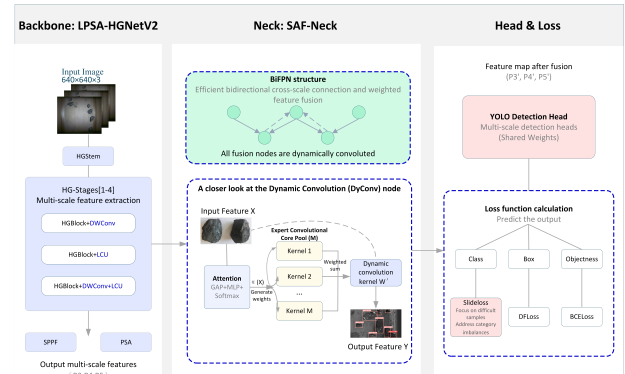 Backbone: LPSA-HGNetV2
Input Image
640×640×3
HGStem
HG-Stages[1-4]
Multi-scale feature extraction
HGBlock+DWConv
HGBlock+LCU
HGBlock+DWConv+LCU
SPPF
PSA
Output multi-scale features
Neck: SAF-Neck
BiFPN structure
Efficient bidirectional cross-scale connection and weighted
feature fusion
All fusion nodes are dynamically convoluted
A closer look at the Dynamic Convolution (DyConv) node
Input Feature X
Attention
GAP+MLP+
Softmax
(X)
Generate
weights
Expert Convolutional
Core Pool (M)
Kernel 1
Kernel 2
...
Kernel M
Weighted
sum
Dynamic
convolution
kernel W'
Output Feature Y
Head & Loss
Feature map after fusion
(P3', P4', P5')
YOLO Detection Head
Multi-scale detection heads
(Shared Weights)
Loss function calculation
Predict the output
Class
Box
Objectness
Slideloss
Focus on difficult
samples
Address category
imbalances
DFLoss
BCELoss